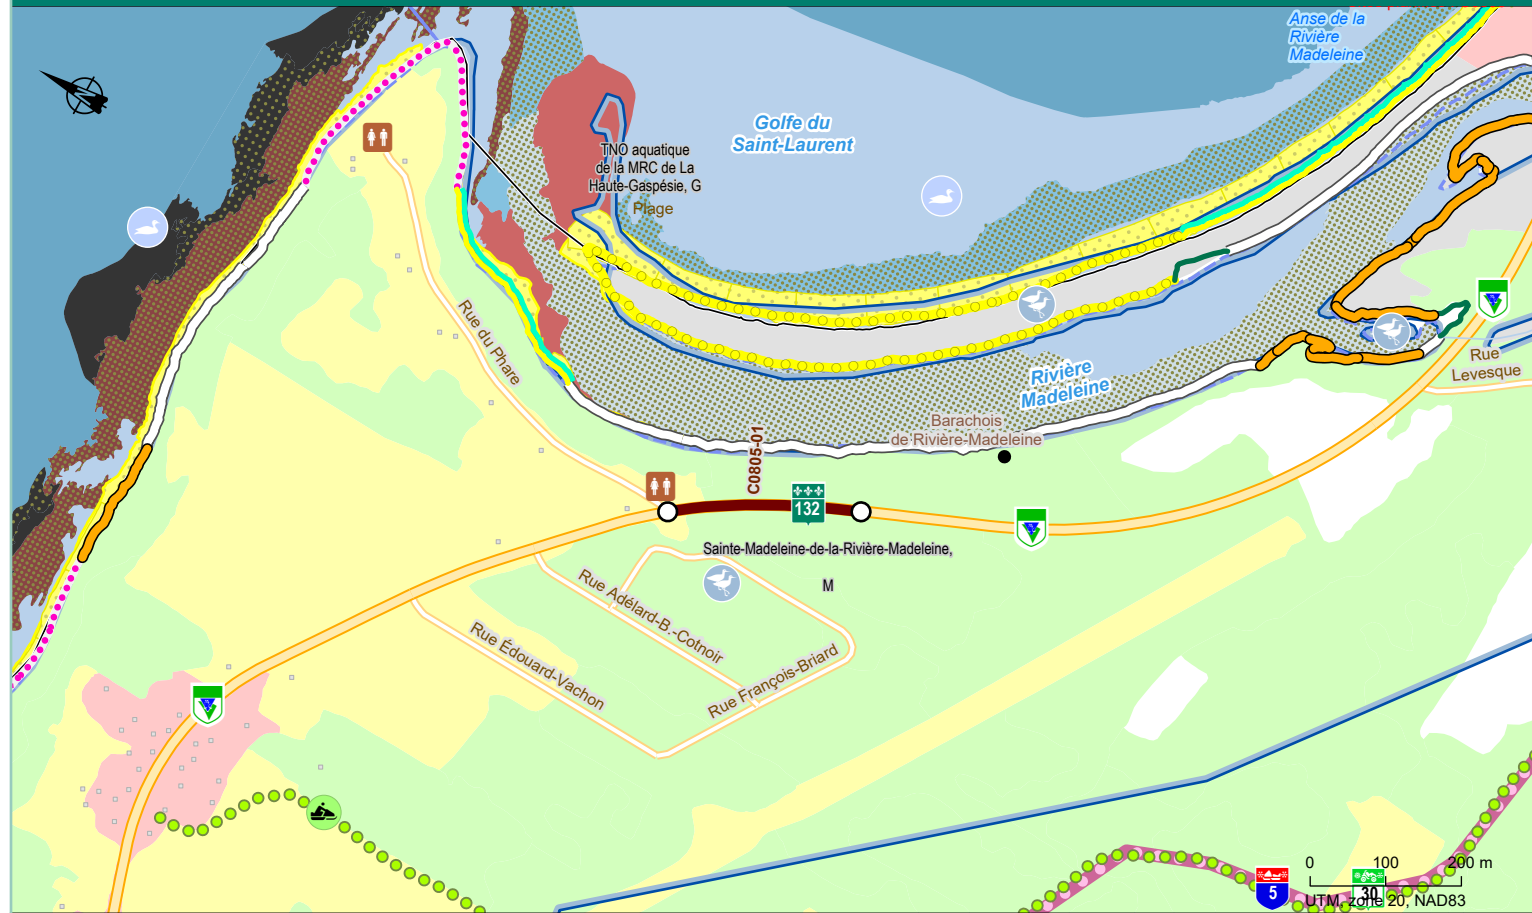 Anse de la
Rivière
Madeleine
Golfe du
Saint-Laurent
TNO aquatique
de la MRC de La
Haute-Gaspésie, G
Plage
Rue du Phare
Rivière
Madeleine
Rue
Levesque
Barachois
de Rivière-Madeleine
C0805-01
132
Sainte-Madeleine-de-la-Rivière-Madeleine,
M
Rue Adélard-B.-Cotnoir
Rue Édouard-Vachon
Rue François-Briard
0 100 200 m
5
30
UTM, zone 20, NAD83